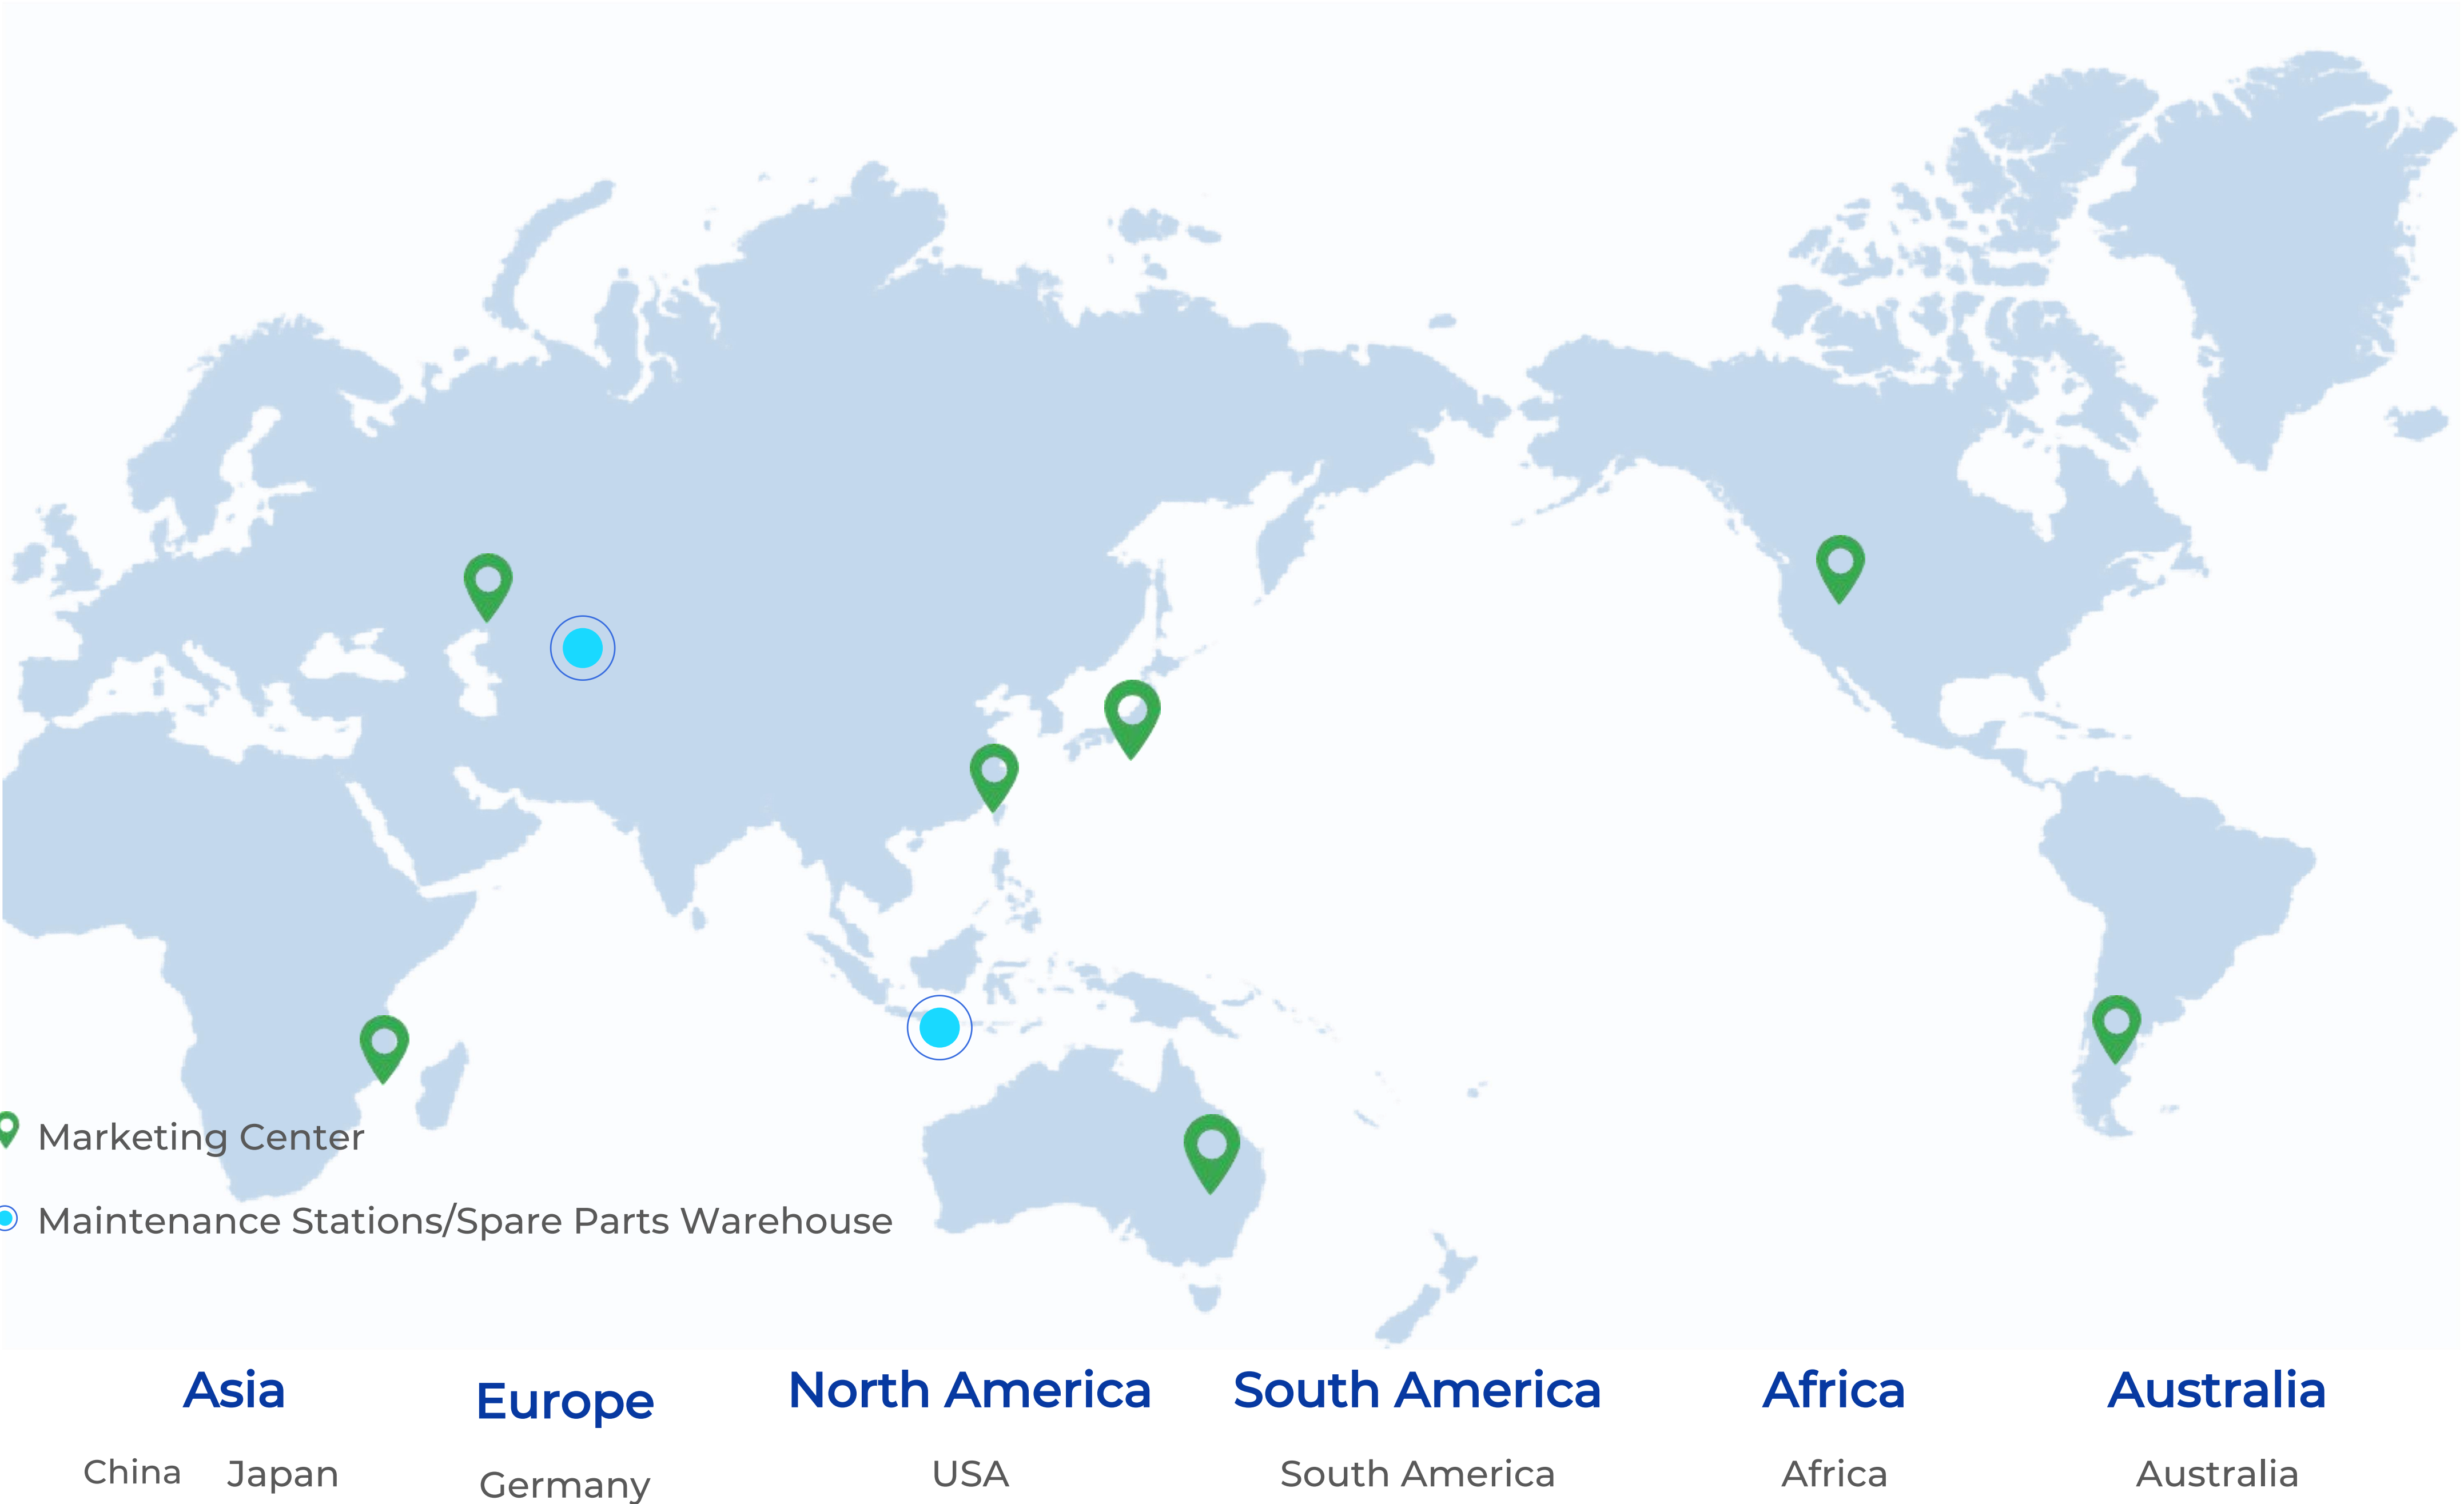 Marketing Center
Maintenance Stations/Spare Parts Warehouse
Asia
Europe
North America
South America
Africa
Australia
China
Japan
Germany
USA
South America
Africa
Australia